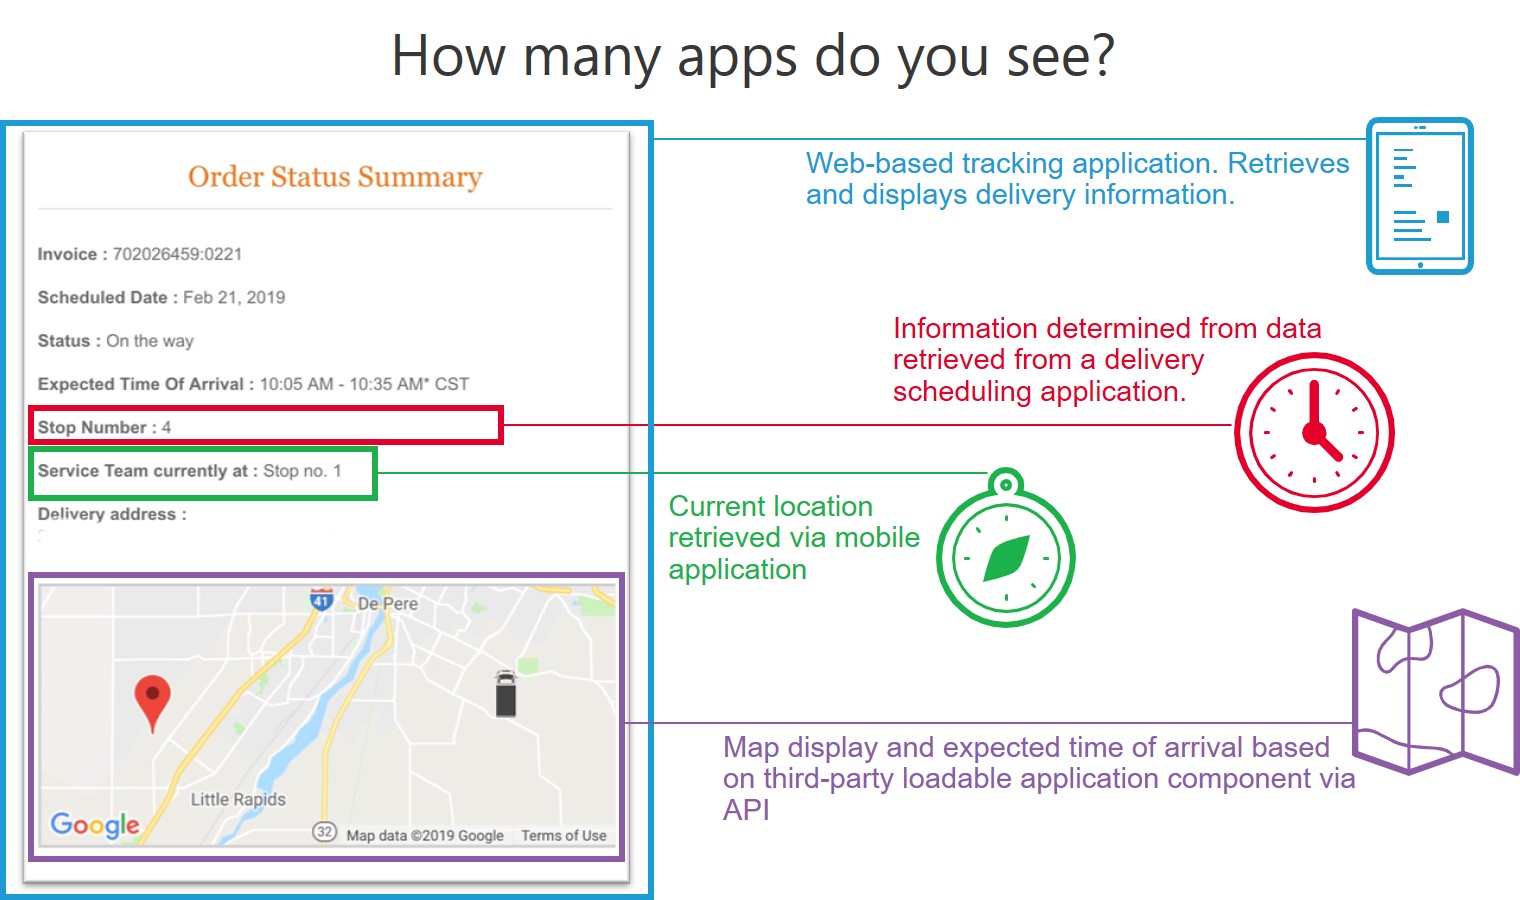 How many apps do you see?
Order Status Summary
Invoice : 702026459:0221
Scheduled Date : Feb 21, 2019
Status : On the way
Expected Time Of Arrival : 10:05 AM - 10:35 AM* CST
Stop Number : 4
Service Team currently at : Stop no. 1
Delivery address :
41
De Pere
Little Rapids
Google
32
Map data ©2019 Google
Terms of Use
Web-based tracking application. Retrieves
and displays delivery information.
Information determined from data
retrieved from a delivery
scheduling application.
Current location
retrieved via mobile
application
Map display and expected time of arrival based
on third-party loadable application component via
API